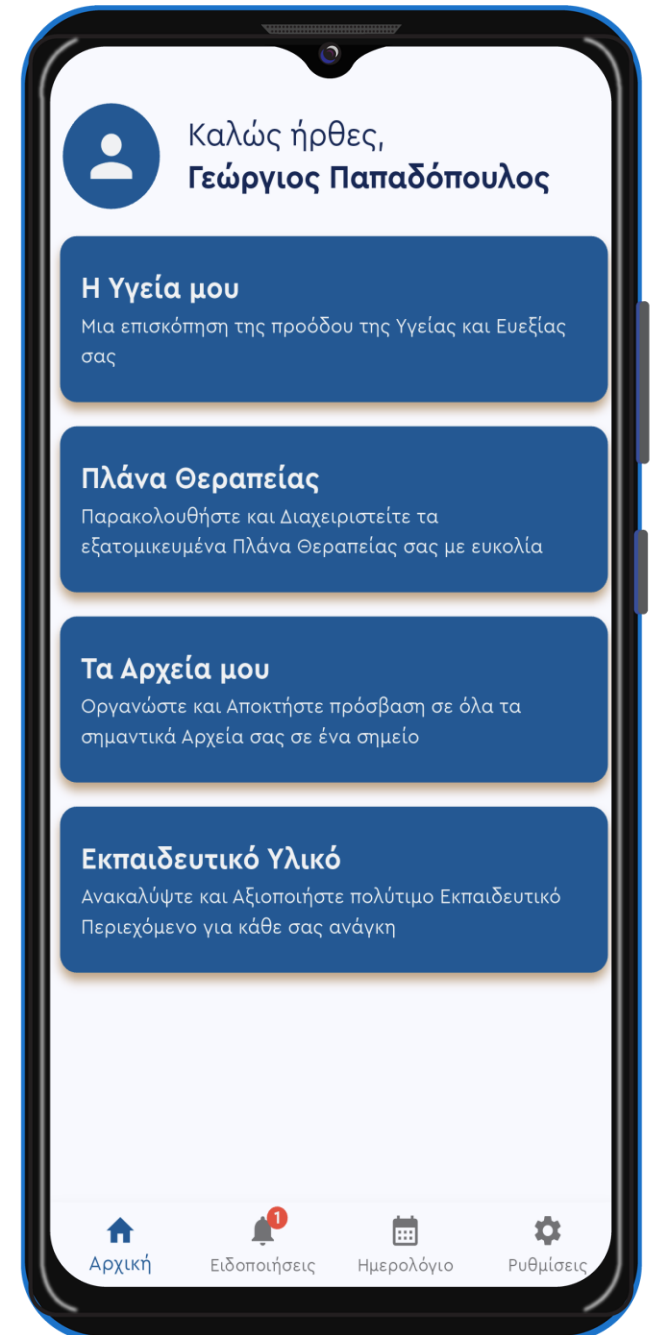 Καλώς ήρθες,
Γεώργιος Παπαδόπουλος
Η Υγεία μου
Μια επισκόπηση της προόδου της Υγείας και Ευεξίας
σας
Πλάνα Θεραπείας
Παρακολουθήστε και Διαχειριστείτε τα
εξατομικευμένα Πλάνα Θεραπείας σας με ευκολία
Τα Αρχεία μου
Οργανώστε και Αποκτήστε πρόσβαση σε όλα τα
σημαντικά Αρχεία σας σε ένα σημείο
Εκπαιδευτικό Υλικό
Ανακαλύψτε και Αξιοποιήστε πολύτιμο Εκπαιδευτικό
Περιεχόμενο για κάθε σας ανάγκη
1
Αρχική Ειδοποιήσεις Ημερολόγιο Ρυθμίσεις